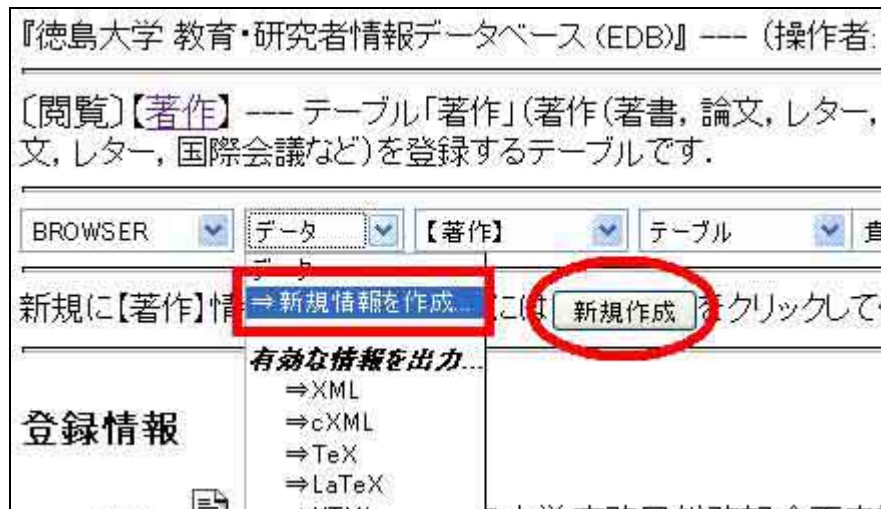 『徳島大学 教育・研究者情報データベース (EDB)』 --- (操作者:
〔閲覧〕【著作】 --- テーブル「著作」(著作(著書, 論文, レター,
文, レター, 国際会議など)を登録するテーブルです.
BROWSER データ 【著作】 テーブル
データ
新規に【著作】情 ⇒新規情報を作成... には 新規作成 をクリックして
有効な情報を出力...
⇒XML
登録情報 ⇒cXML
⇒TeX
⇒LaTeX